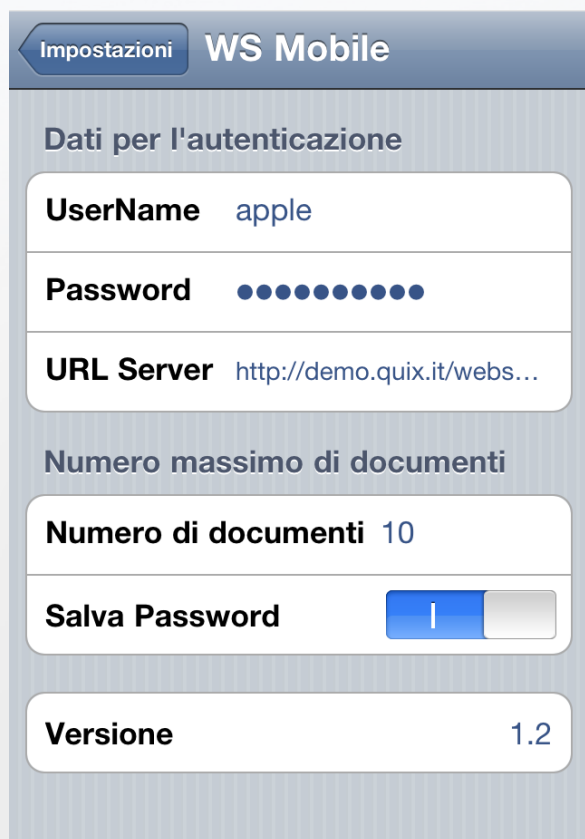 Impostazioni WS Mobile
Dati per l'autenticazione
UserName apple
Password ●●●●●●●●●●
URL Server http://demo.quix.it/webs...
Numero massimo di documenti
Numero di documenti 10
Salva Password
Versione 1.2